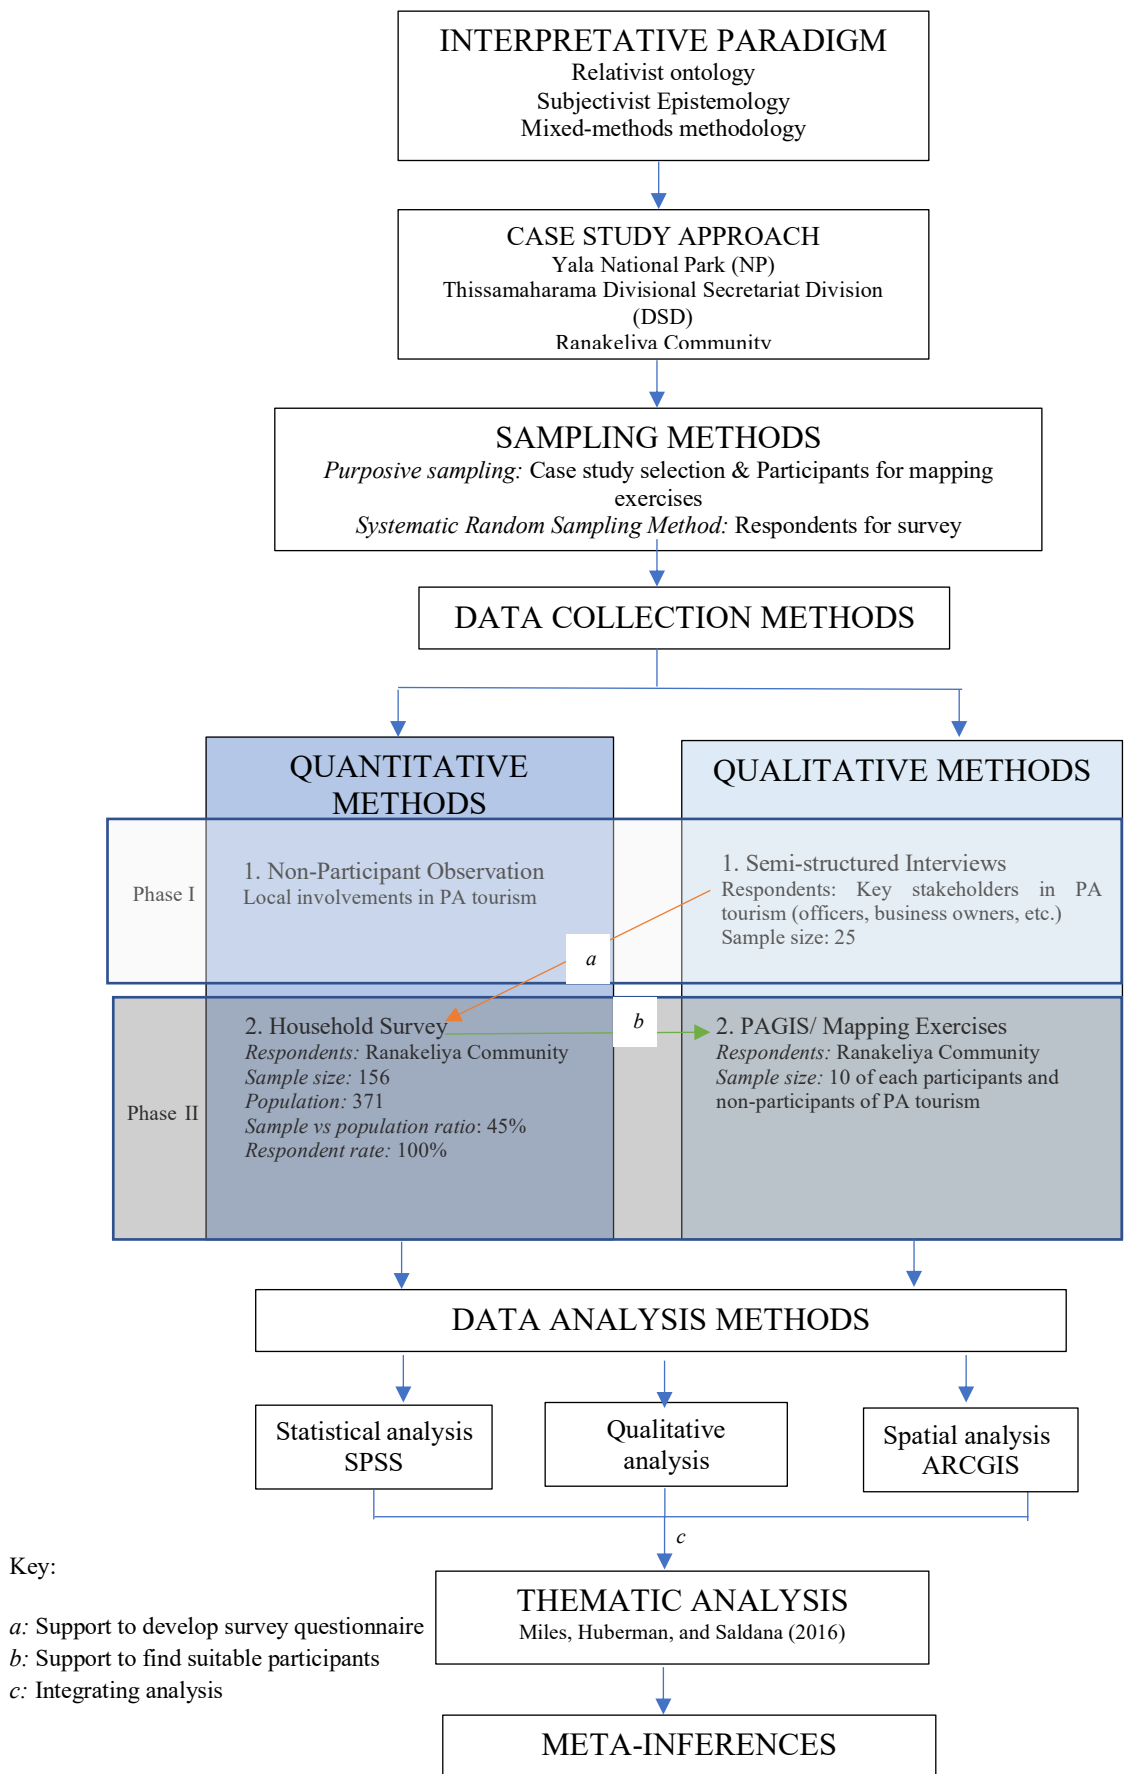 INTERPRETATIVE PARADIGM
Relativist ontology
Subjectivist Epistemology
Mixed-methods methodology
CASE STUDY APPROACH
Yala National Park (NP)
Thissamaharama Divisional Secretariat Division
(DSD)
Ranakeliya Community
SAMPLING METHODS
Purposive sampling: Case study selection & Participants for mapping
exercises
Systematic Random Sampling Method: Respondents for survey
DATA COLLECTION METHODS
QUANTITATIVE
METHODS
QUALITATIVE METHODS
Phase I
1. Non-Participant Observation
Local involvements in PA tourism
1. Semi-structured Interviews
Respondents: Key stakeholders in PA
tourism (officers, business owners, etc.)
Sample size: 25
a
b
Phase II
2. Household Survey
Respondents: Ranakeliya Community
Sample size: 156
Population: 371
Sample vs population ratio: 45%
Respondent rate: 100%
2. PAGIS/ Mapping Exercises
Respondents: Ranakeliya Community
Sample size: 10 of each participants and
non-participants of PA tourism
DATA ANALYSIS METHODS
Statistical analysis
SPSS
Qualitative
analysis
Spatial analysis
ARCGIS
c
THEMATIC ANALYSIS
Miles, Huberman, and Saldana (2016)
META-INFERENCES
Key:
a: Support to develop survey questionnaire
b: Support to find suitable participants
c: Integrating analysis